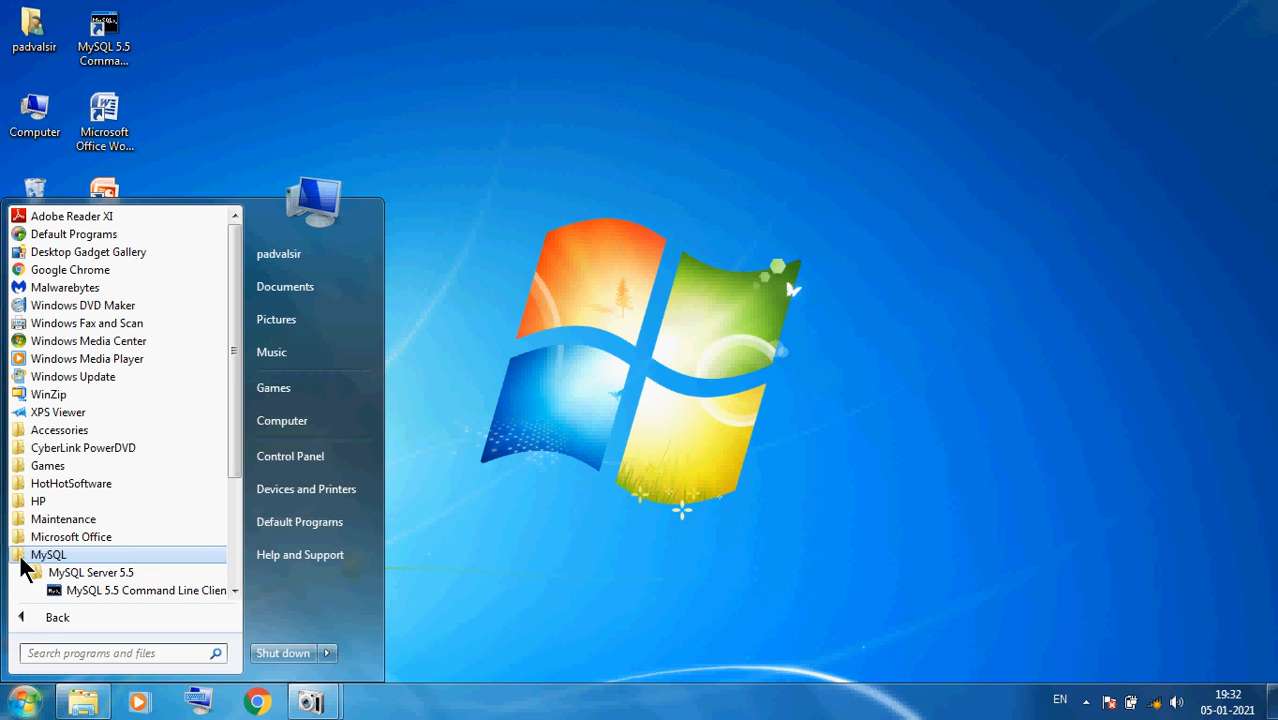 padvalsir
MySQL 5.5
Comma...
Computer
Microsoft
Office Wo...
Adobe Reader XI
Default Programs
Desktop Gadget Gallery
Google Chrome
Malwarebytes
Windows DVD Maker
Windows Fax and Scan
Windows Media Center
Windows Media Player
Windows Update
WinZip
XPS Viewer
Accessories
CyberLink PowerDVD
Games
HotHotSoftware
HP
Maintenance
Microsoft Office
MySQL
MySQL Server 5.5
MySQL 5.5 Command Line Clien
Back
Search programs and files
padvalsir
Documents
Pictures
Music
Games
Computer
Control Panel
Devices and Printers
Default Programs
Help and Support
Shut down
EN
19:32
05-01-2021